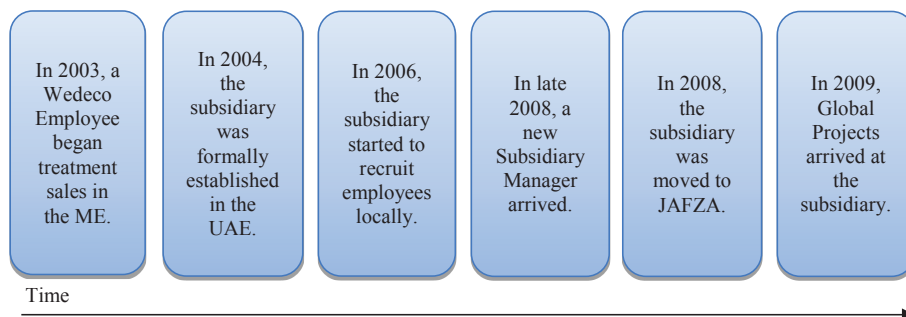 In 2003, a
Wedeco
Employee
began
treatment
sales in
the ME.
In 2004,
the
subsidiary
was
formally
established
in the
UAE.
In 2006,
the
subsidiary
started to
recruit
employees
locally.
In late
2008, a
new
Subsidiary
Manager
arrived.
In 2008,
the
subsidiary
was
moved to
JAFZA.
In 2009,
Global
Projects
arrived at
the
subsidiary.
Time